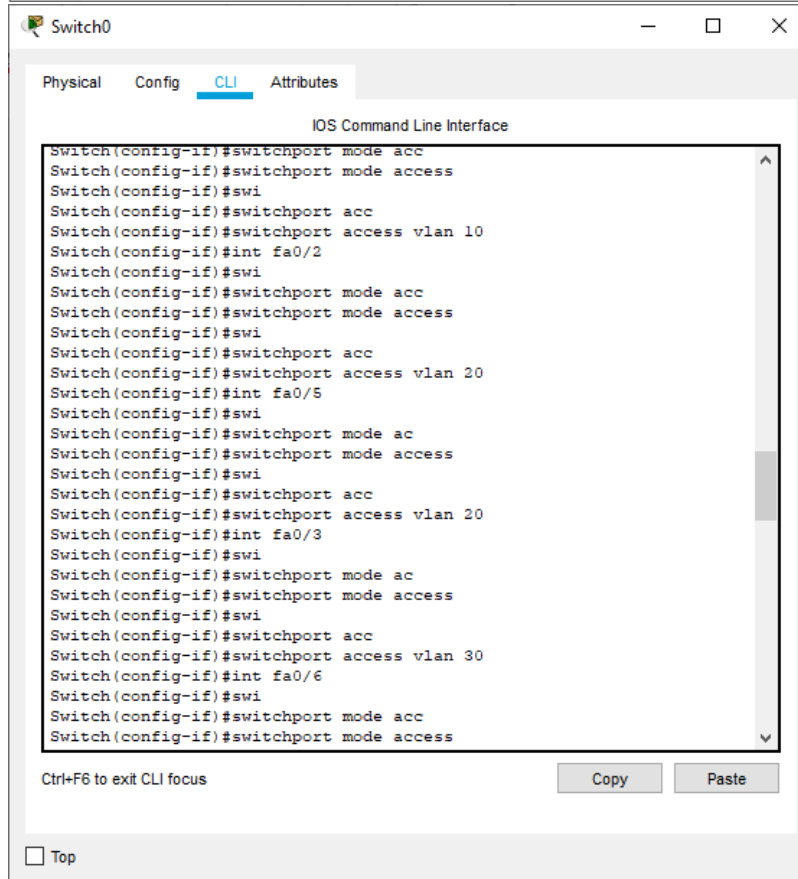 Switch0
Physical Config CLI Attributes
IOS Command Line Interface
Switch(config-if)#switchport mode acc
Switch(config-if)#switchport mode access
Switch(config-if)#swi
Switch(config-if)#switchport acc
Switch(config-if)#switchport access vlan 10
Switch(config-if)#int fa0/2
Switch(config-if)#swi
Switch(config-if)#switchport mode acc
Switch(config-if)#switchport mode access
Switch(config-if)#swi
Switch(config-if)#switchport acc
Switch(config-if)#switchport access vlan 20
Switch(config-if)#int fa0/5
Switch(config-if)#swi
Switch(config-if)#switchport mode ac
Switch(config-if)#switchport mode access
Switch(config-if)#swi
Switch(config-if)#switchport acc
Switch(config-if)#switchport access vlan 20
Switch(config-if)#int fa0/3
Switch(config-if)#swi
Switch(config-if)#switchport mode ac
Switch(config-if)#switchport mode access
Switch(config-if)#swi
Switch(config-if)#switchport acc
Switch(config-if)#switchport access vlan 30
Switch(config-if)#int fa0/6
Switch(config-if)#swi
Switch(config-if)#switchport mode acc
Switch(config-if)#switchport mode access
Ctrl+F6 to exit CLI focus Copy Paste
Top